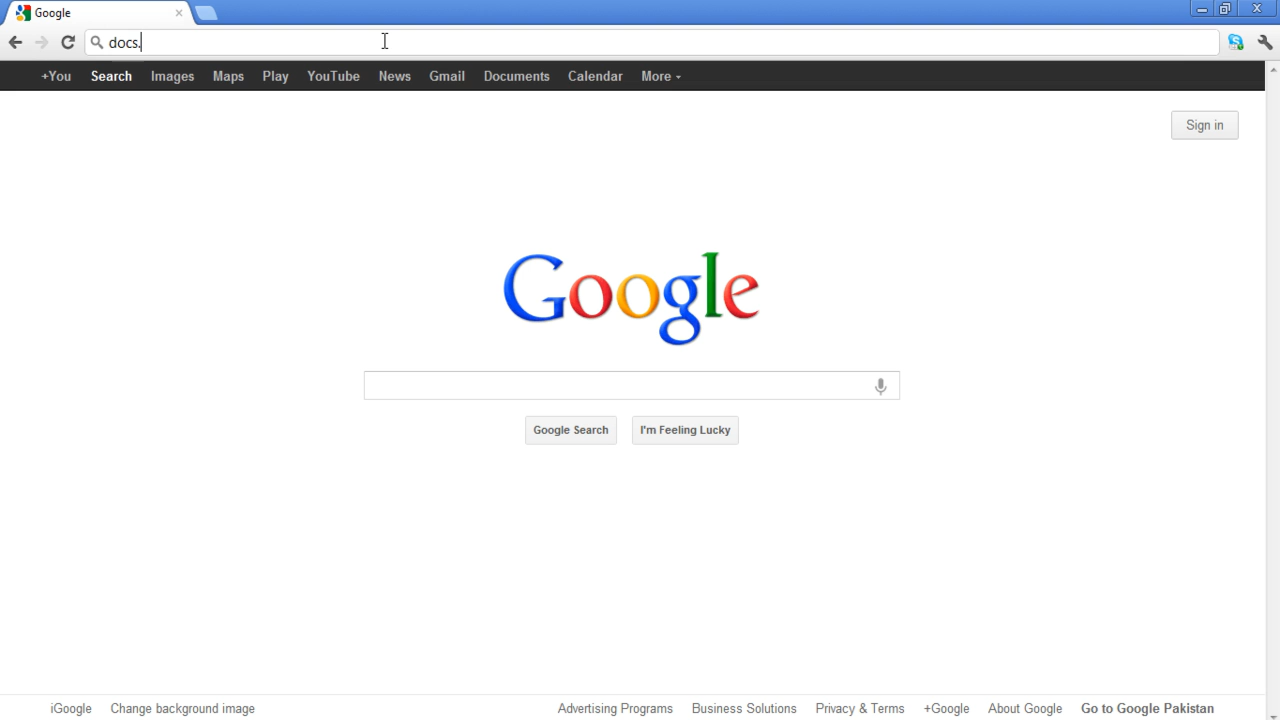 Google
docs.
+You Search Images Maps Play YouTube News Gmail Documents Calendar More
Sign in
Google
Google Search I'm Feeling Lucky
iGoogle Change background image Advertising Programs Business Solutions Privacy & Terms +Google About Google Go to Google Pakistan